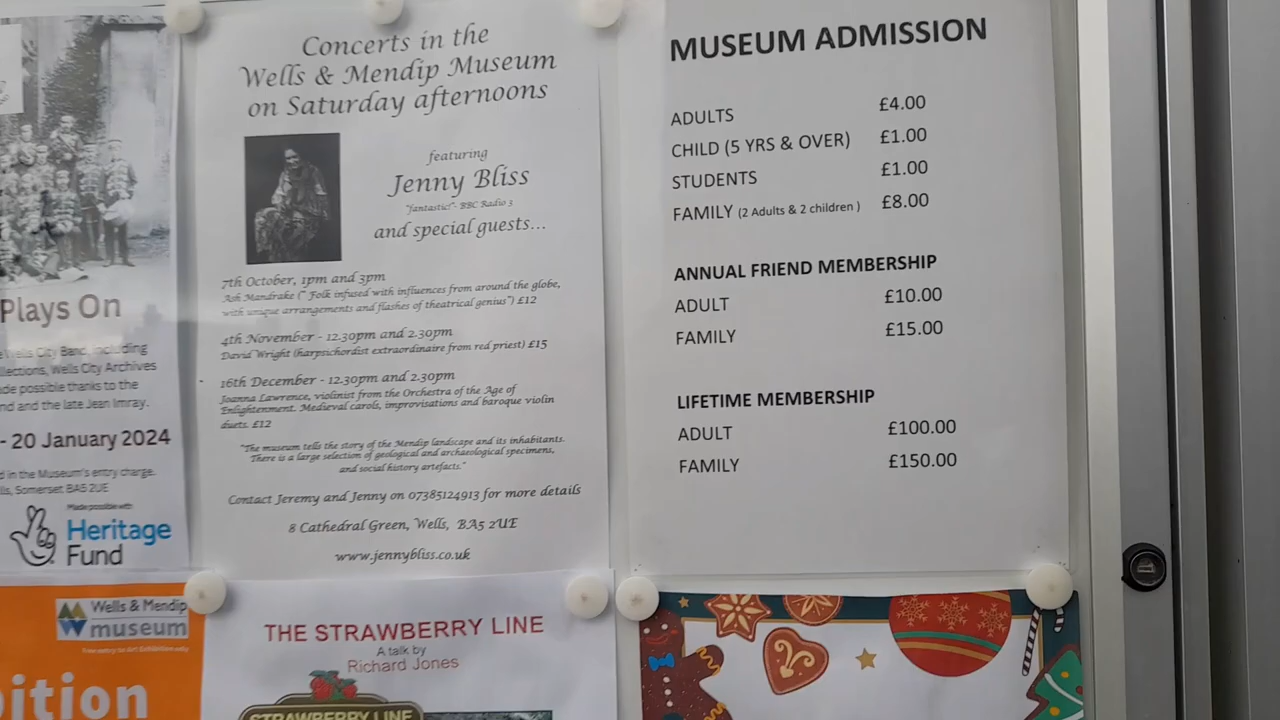 Plays On
Wells City Band, including
llections, Wells City Archives
de possible thanks to the
nd and the late Jean Imray.
- 20 January 2024
d in the Museum's entry charge.
lls, Somerset BA5 2UE
Made possible with
Heritage
Fund
Wells & Mendip
museum
Free entry to Art Exhibition only
bition
Concerts in the
Wells & Mendip Museum
on Saturday afternoons
featuring
Jenny Bliss
"fantastic!"- BBC Radio 3
and special guests...
7th October, 1pm and 3pm
Ash Mandrake (" Folk infused with influences from around the globe,
with unique arrangements and flashes of theatrical genius") £12
4th November - 12.30pm and 2.30pm
David Wright (harpsichordist extraordinaire from red priest) £15
16th December - 12.30pm and 2.30pm
Joanna Lawrence, violinist from the Orchestra of the Age of
Enlightenment. Medieval carols, improvisations and baroque violin
duets. £12
"The museum tells the story of the Mendip landscape and its inhabitants.
There is a large selection of geological and archaeological specimens,
and social history artefacts."
Contact Jeremy and Jenny on 07385124913 for more details
8 Cathedral Green, Wells, BA5 2UE
www.jennybliss.co.uk
THE STRAWBERRY LINE
A talk by
Richard Jones
STRAWBERRY LINE
MUSEUM ADMISSION
ADULTS £4.00
CHILD (5 YRS & OVER) £1.00
STUDENTS £1.00
FAMILY (2 Adults & 2 children ) £8.00
ANNUAL FRIEND MEMBERSHIP
ADULT £10.00
FAMILY £15.00
LIFETIME MEMBERSHIP
ADULT £100.00
FAMILY £150.00